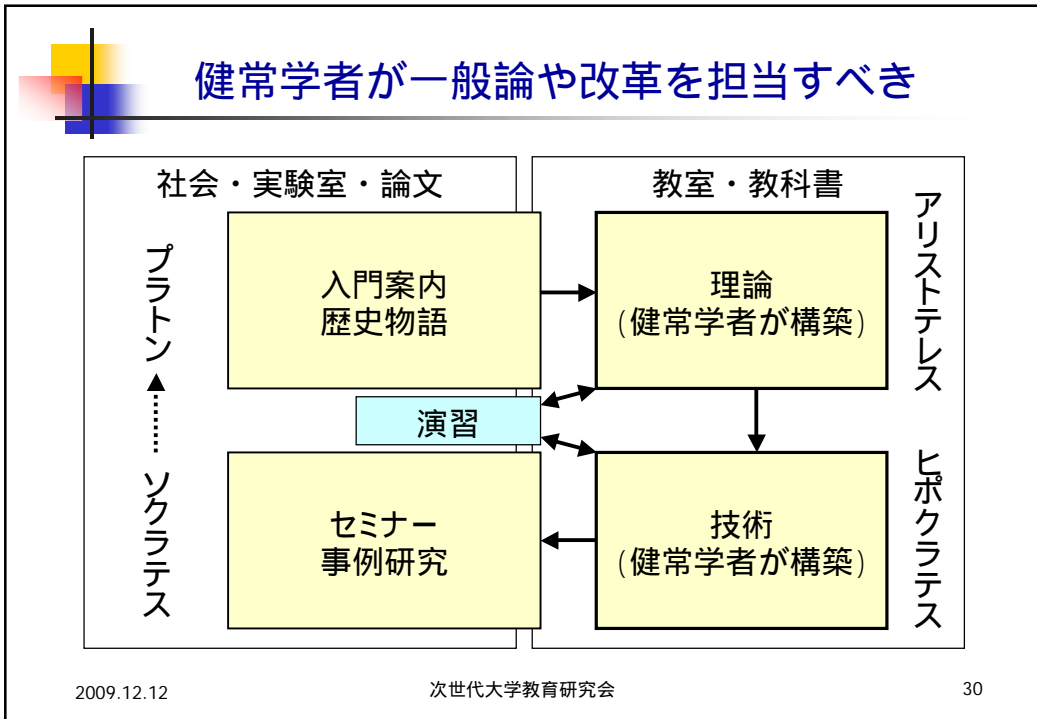 健常学者が一般論や改革を担当すべき
社会・実験室・論文
教室・教科書
プラトン
ソクラテス
入門案内
歴史物語
理論
(健常学者が構築)
アリストテレス
演習
セミナー
事例研究
技術
(健常学者が構築)
ヒポクラテス
2009.12.12
次世代大学教育研究会
30